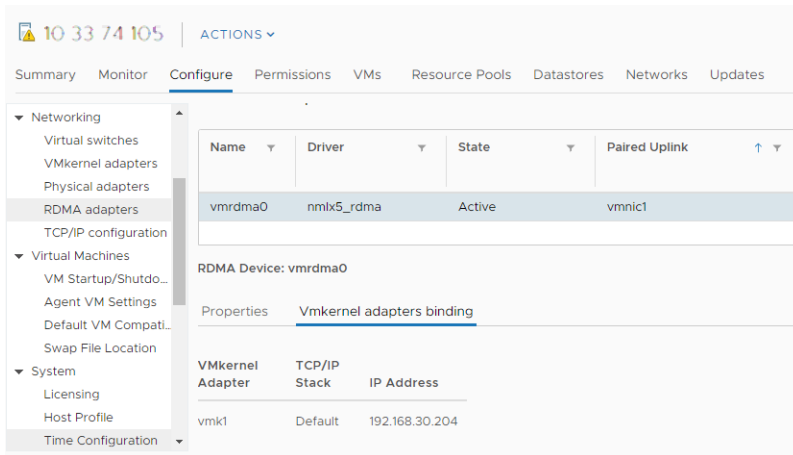 10 33 74 105 ACTIONS
Summary Monitor Configure Permissions VMs Resource Pools Datastores Networks Updates
Networking
Virtual switches
VMkernel adapters
Physical adapters
RDMA adapters
TCP/IP configuration
Virtual Machines
VM Startup/Shutdo...
Agent VM Settings
Default VM Compati..
Swap File Location
System
Licensing
Host Profile
Time Configuration
Name Driver State Paired Uplink
vmrdma0 nmlx5_rdma Active vmnic1
RDMA Device: vmrdma0
Properties Vmkernel adapters binding
VMkernel Adapter TCP/IP Stack IP Address
vmk1 Default 192.168.30.204